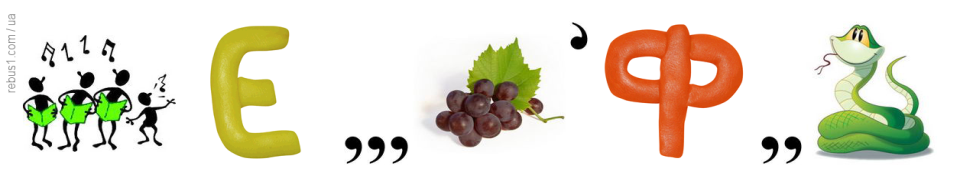 rebus1.com/ua
Е ,,, ’ Ф ,,